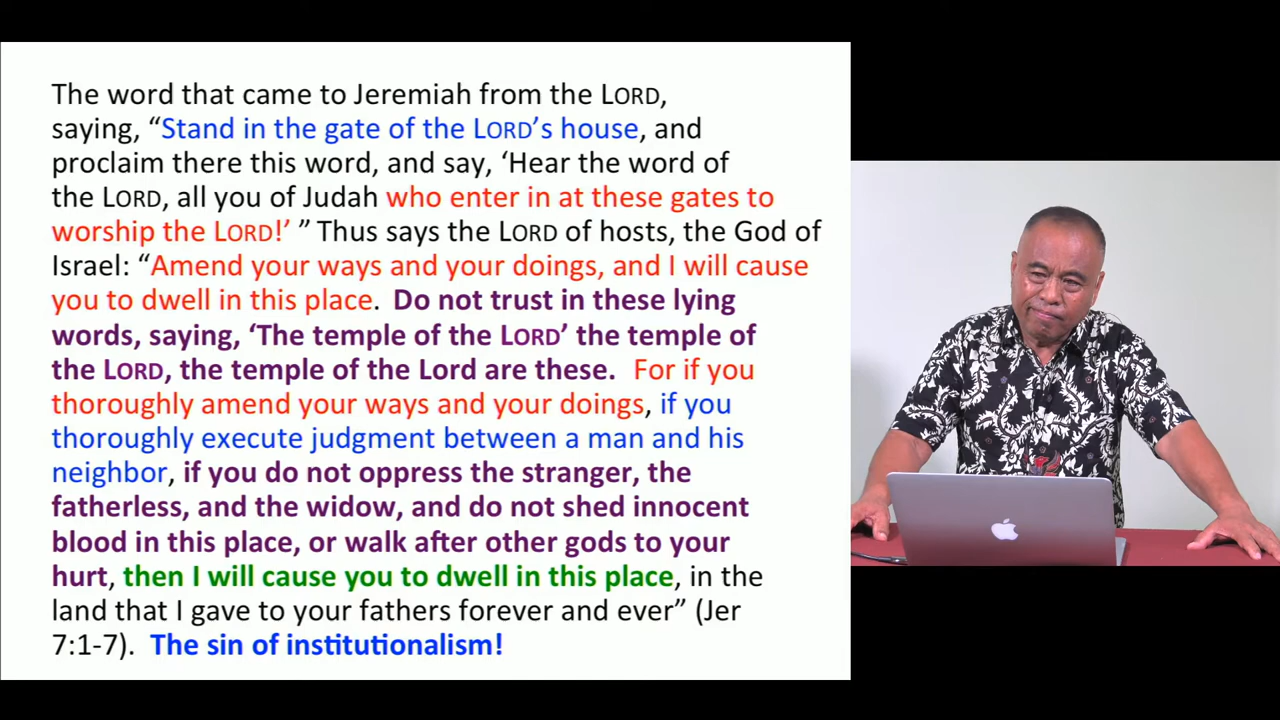 The word that came to Jeremiah from the LORD,
saying, “Stand in the gate of the LORD’s house, and
proclaim there this word, and say, ‘Hear the word of
the LORD, all you of Judah who enter in at these gates to
worship the LORD!’ ” Thus says the LORD of hosts, the God of
Israel: “Amend your ways and your doings, and I will cause
you to dwell in this place. Do not trust in these lying
words, saying, ‘The temple of the LORD’ the temple of
the LORD, the temple of the Lord are these. For if you
thoroughly amend your ways and your doings, if you
thoroughly execute judgment between a man and his
neighbor, if you do not oppress the stranger, the
fatherless, and the widow, and do not shed innocent
blood in this place, or walk after other gods to your
hurt, then I will cause you to dwell in this place, in the
land that I gave to your fathers forever and ever” (Jer
7:1-7). The sin of institutionalism!